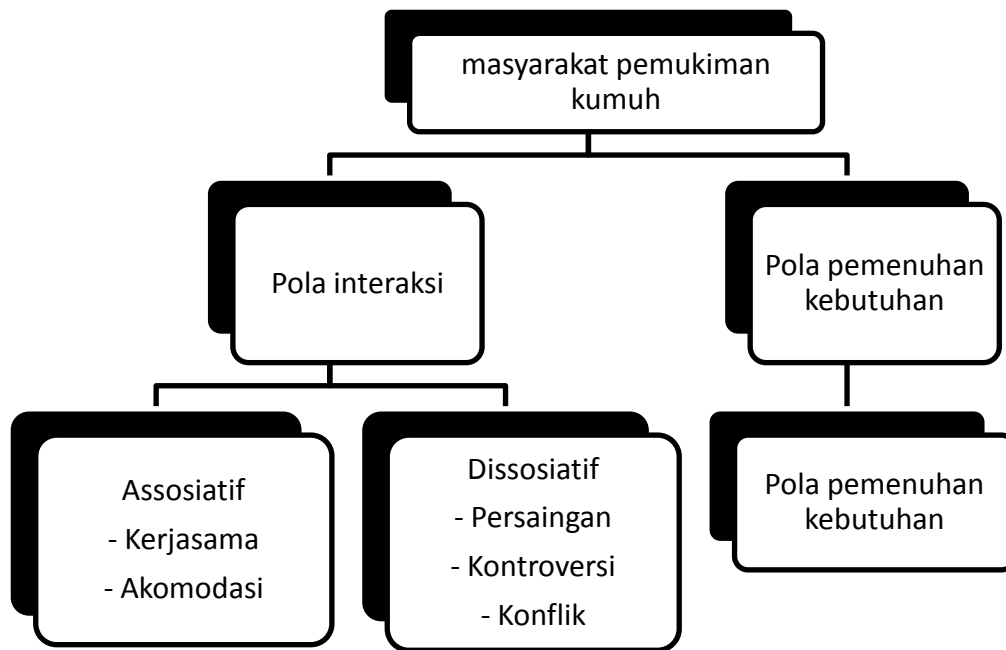 masyarakat pemukiman
kumuh
Pola interaksi
Pola pemenuhan
kebutuhan
Assosiatif
- Kerjasama
- Akomodasi
Dissosiatif
- Persaingan
- Kontroversi
- Konflik
Pola pemenuhan
kebutuhan